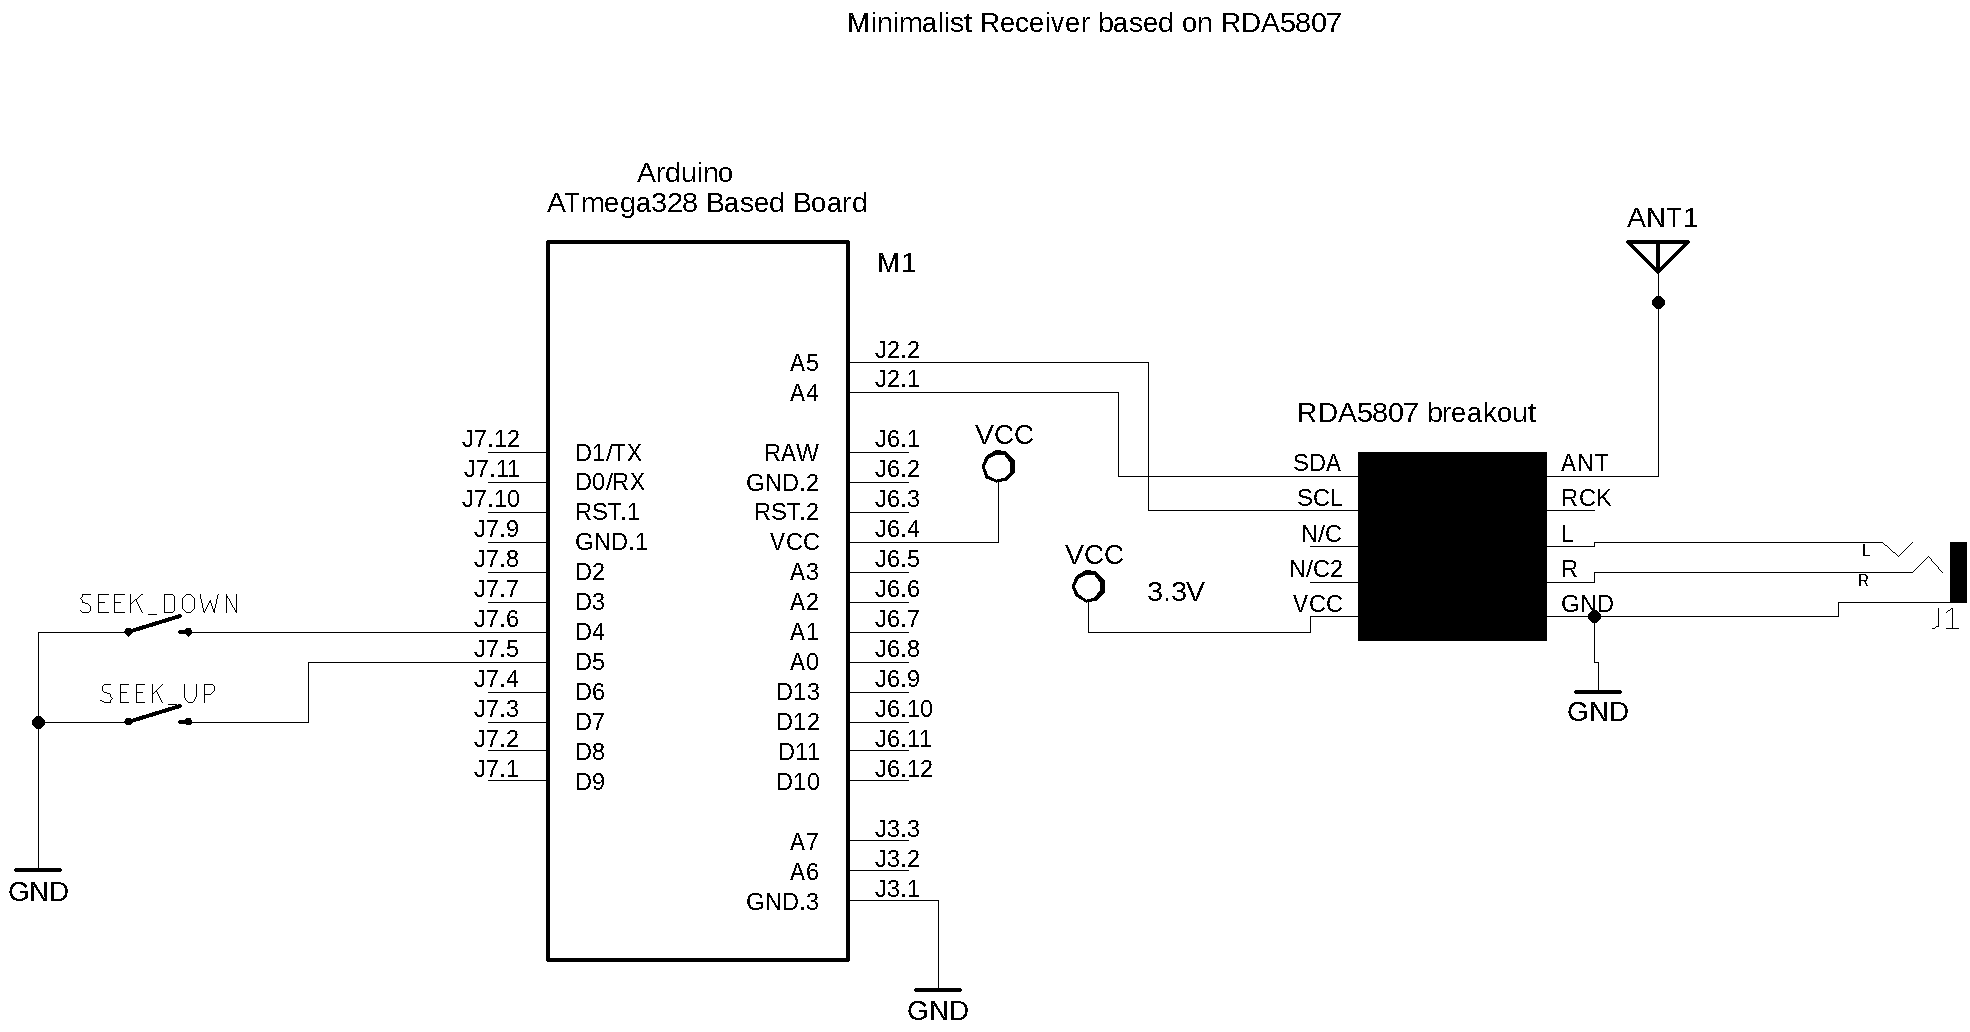 Minimalist Receiver based on RDA5807
Arduino
ATmega328 Based Board
M1
ANT1
A5
J2.2
A4
J2.1
RDA5807 breakout
VCC
J7.12
D1/TX
RAW
J6.1
J7.11
D0/RX
GND.2
J6.2
J7.10
RST.1
RST.2
J6.3
J7.9
GND.1
VCC
J6.4
J7.8
D2
A3
J6.5
J7.7
D3
A2
J6.6
J7.6
D4
A1
J6.7
J7.5
D5
A0
J6.8
J7.4
D6
D13
J6.9
J7.3
D7
D12
J6.10
J7.2
D8
D11
J6.11
J7.1
D9
D10
J6.12
A7
J3.3
A6
J3.2
GND.3
J3.1
GND
SEEK_DOWN
SEEK_UP
GND
VCC
3.3V
SDA
SCL
N/C
N/C2
VCC
ANT
RCK
L
R
GND
L
R
J1
GND